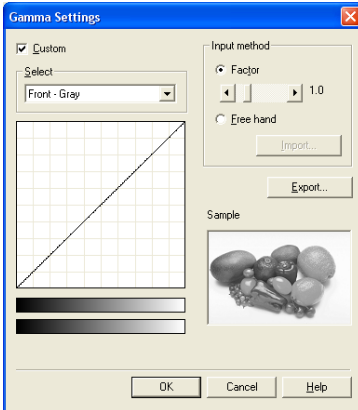 Gamma Settings
Custom
Select
Front - Gray
Input method
Factor
1.0
Free hand
Import...
Export...
Sample
OK
Cancel
Help